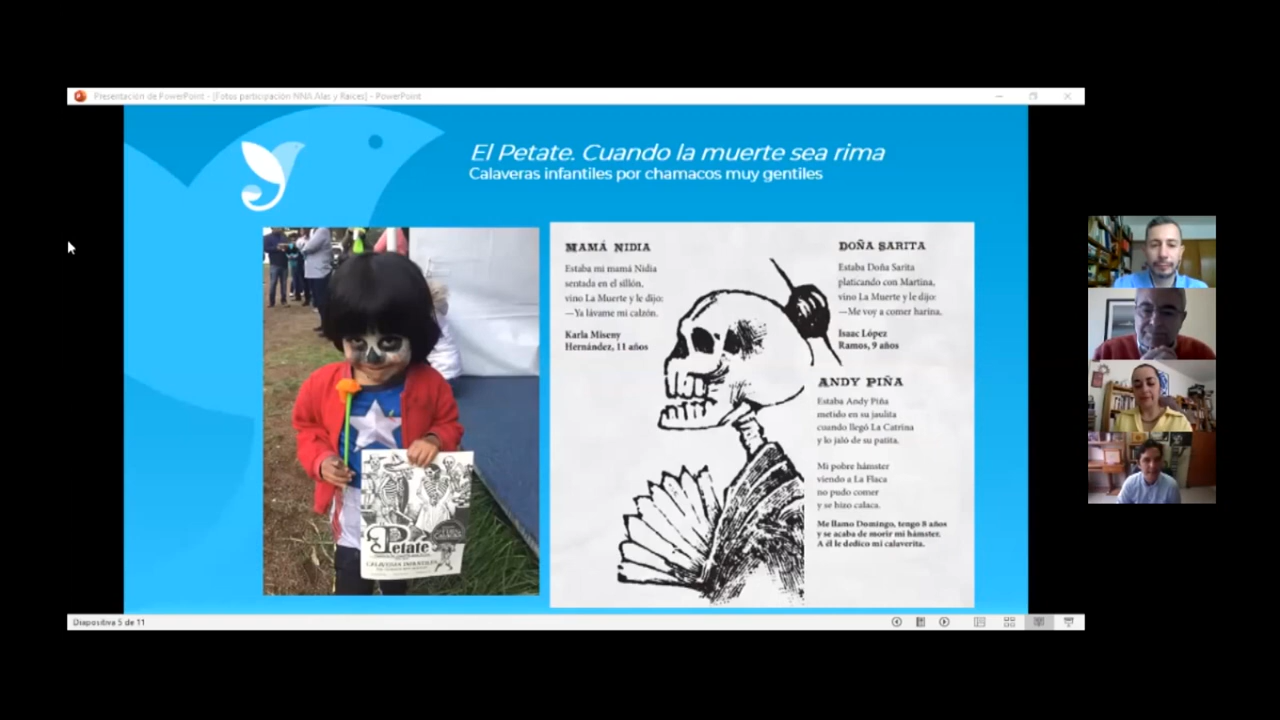 Presentación de PowerPoint - [Fotos participación NNA Alas y Raíces] - PowerPoint
El Petate. Cuando la muerte sea rima
Calaveras infantiles por chamacos muy gentiles
MAMÁ NIDIA
Estaba mi mamá Nidia
sentada en el sillón,
vino La Muerte y le dijo:
—Ya lávame mi calzón.
Karla Miseny
Hernández, 11 años
DOÑA SARITA
Estaba Doña Sarita
platicando con Martina,
vino La Muerte y le dijo:
—Me voy a comer harina.
Isaac López
Ramos, 9 años
ANDY PIÑA
Estaba Andy Piña
metido en su jaulita
cuando llegó La Catrina
y lo jaló de su patita.
Mi pobre hámster
viendo a La Flaca
no pudo comer
y se hizo calaca.
Me llamo Domingo, tengo 8 años
y se acaba de morir mi hámster.
A él le dedico mi calaverita.
Petate
CALAVERAS INFANTILES
Diapositiva 5 de 11